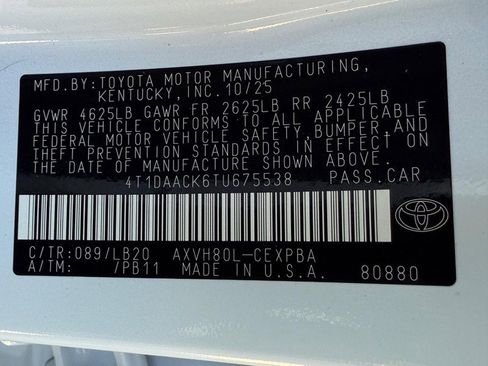 MFD.BY:TOYOTA MOTOR MANUFACTURING,
KENTUCKY,INC.10/25
GVWR 4625LB GAWR FR 2625LB RR 2425LB
THIS VEHICLE CONFORMS TO ALL APPLICABLE
FEDERAL MOTOR VEHICLE SAFETY,BUMPER,AND
THEFT PREVENTION STANDARDS IN EFFECT ON
THE DATE OF MANUFACTURE SHOWN ABOVE.
4T1DAACK6TU675538 PASS.CAR
C/TR:089/LB20 AXVH80L-CEXPBA
A/TM: /PB11 MADE IN U.S.A. 80880